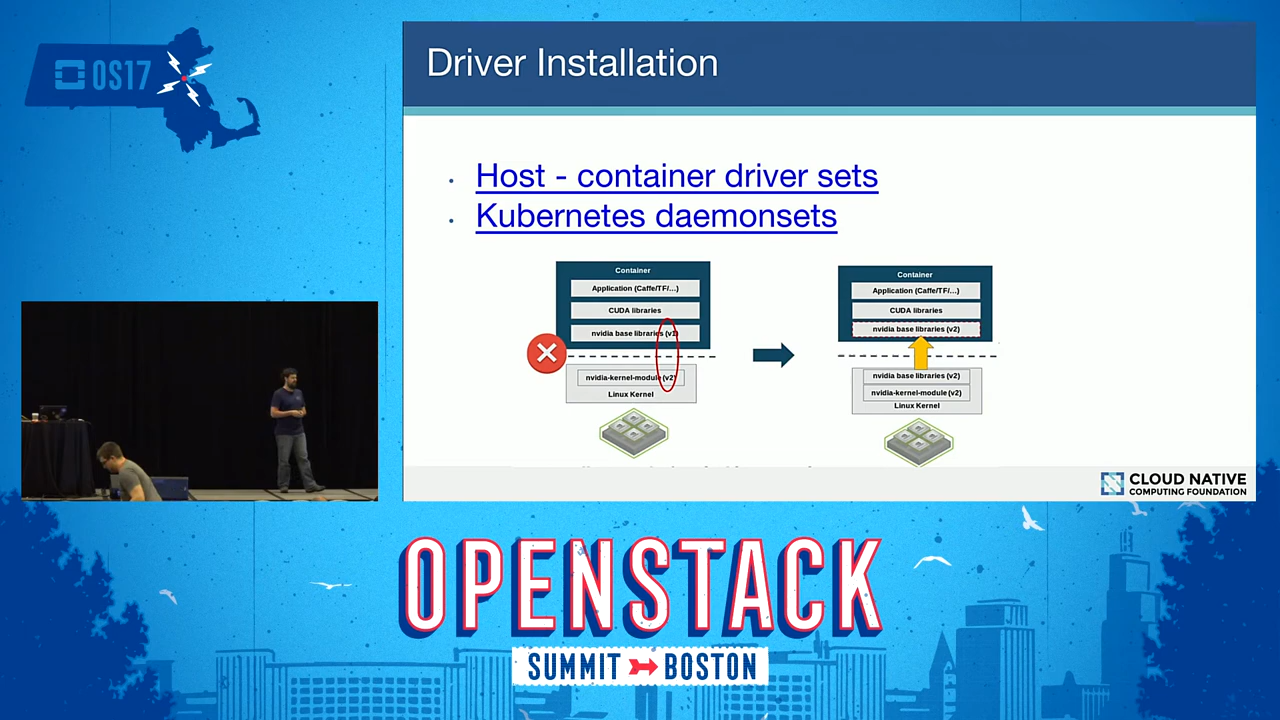 OS17
Driver Installation
• Host - container driver sets
• Kubernetes daemonsets
Container
Application (Caffe/TF/...)
CUDA libraries
nvidia base libraries (v1)
nvidia-kernel-module (v2)
Linux Kernel
Container
Application (Caffe/TF/...)
CUDA libraries
nvidia base libraries (v2)
nvidia base libraries (v2)
nvidia-kernel-module (v2)
Linux Kernel
CLOUD NATIVE
COMPUTING FOUNDATION
OPENSTACK
SUMMIT BOSTON